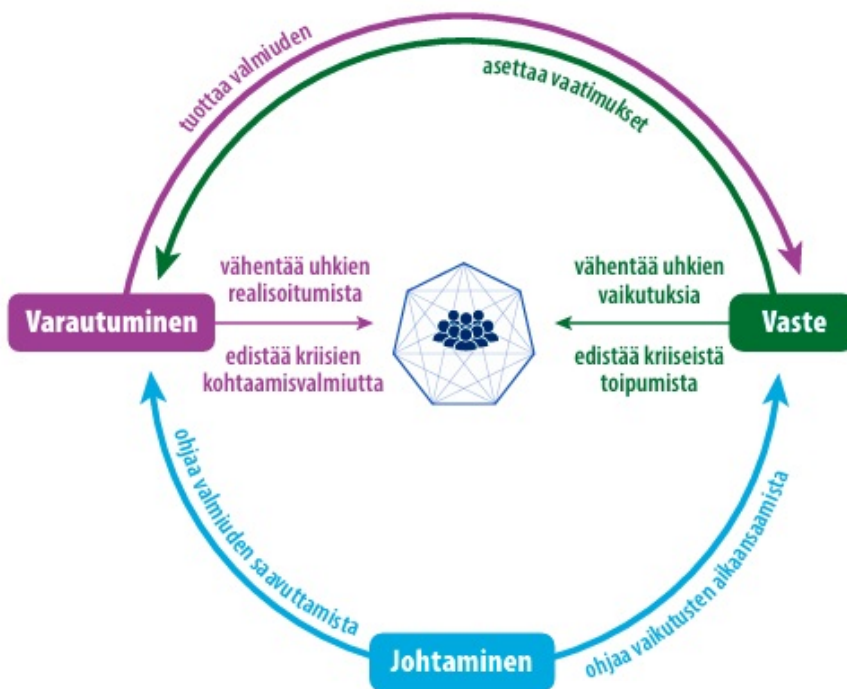 tuottaa valmiuden
asettaa vaatimukset
vähentää uhkien
realisoitumista
vähentää uhkien
vaikutuksia
Varautuminen
Vaste
edistää kriisien
kohtaamisvalmiutta
edistää kriiseistä
toipumista
ohjaa valmiuden saavuttamista
ohjaa vaikutusten aikaansaamista
Johtaminen